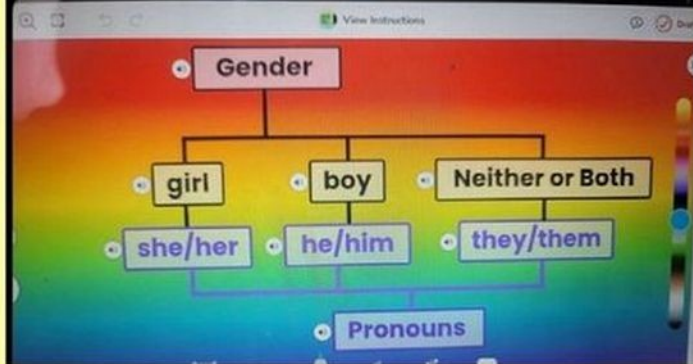 View Instructions
Gender
girl
boy
Neither or Both
she/her
he/him
they/them
Pronouns